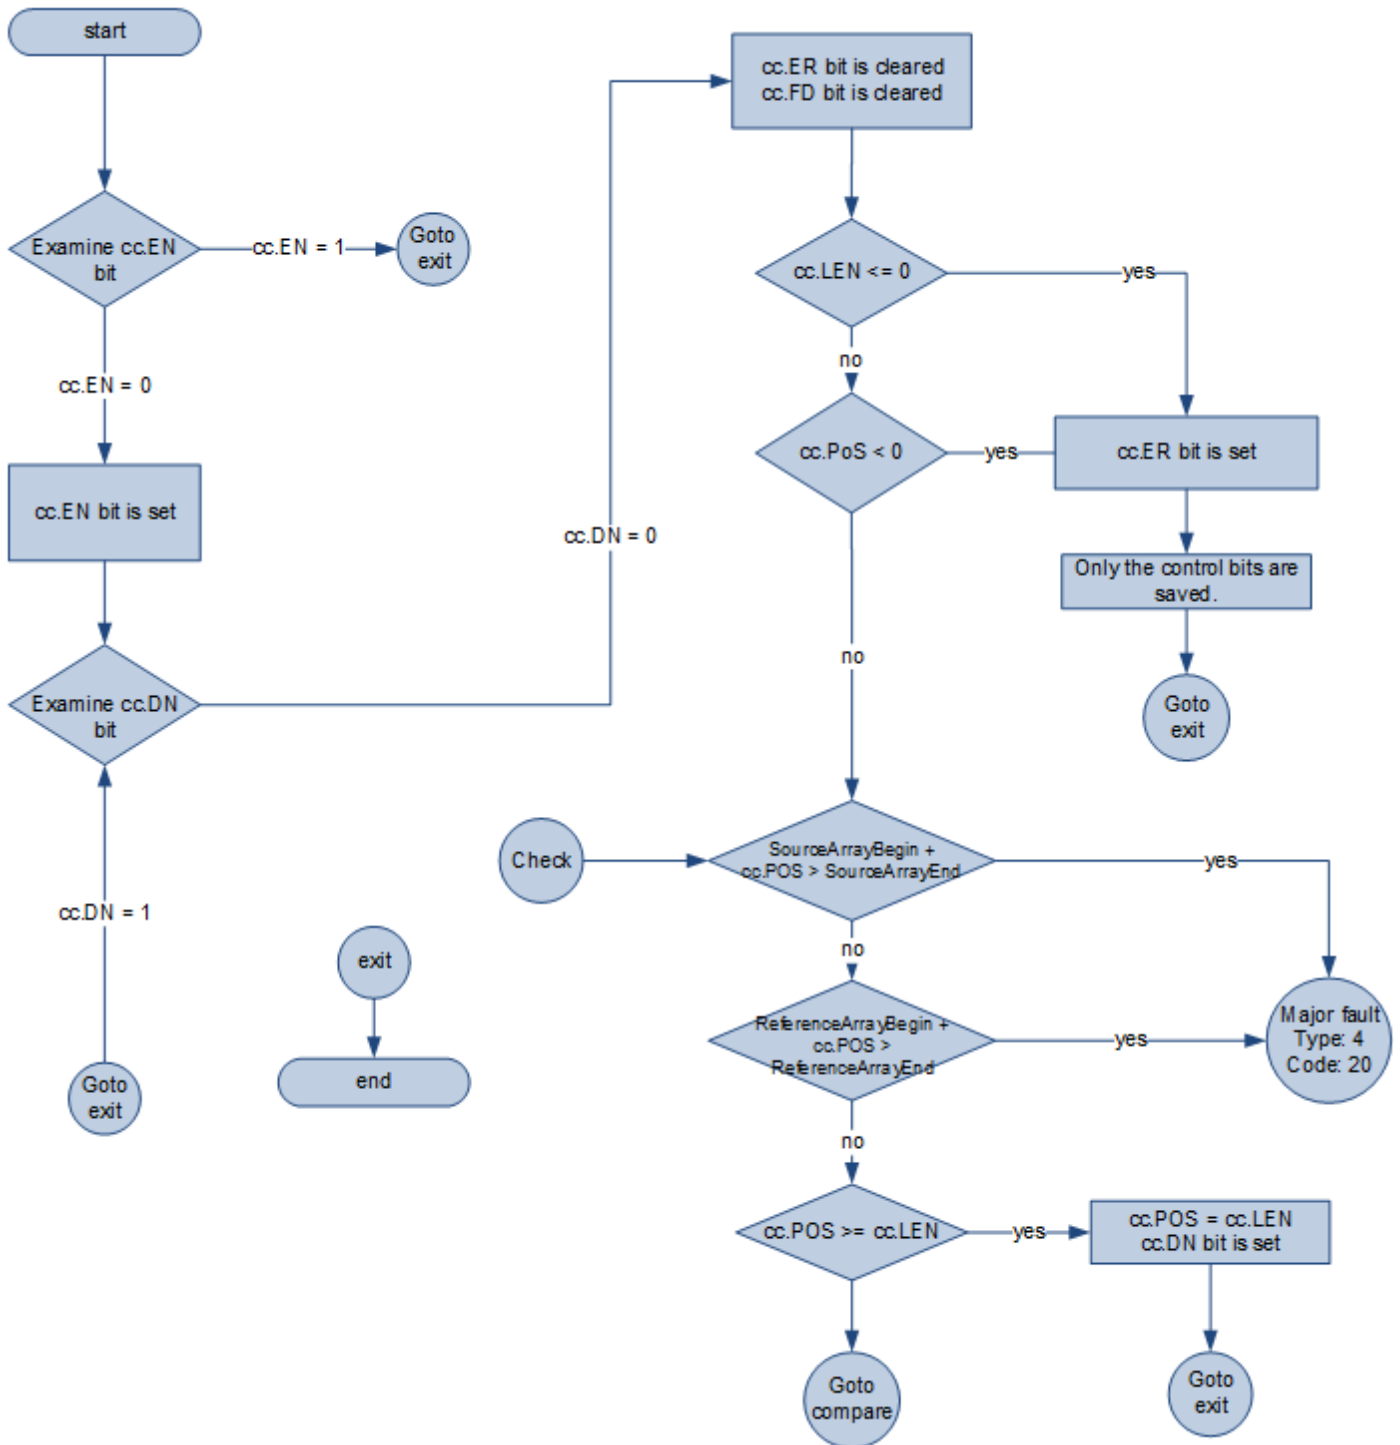 start
Examine cc.EN
bit
cc.EN = 1
Goto
exit
cc.EN = 0
cc.EN bit is set
Examine cc.DN
bit
cc.DN = 1
Goto
exit
exit
end
cc.DN = 0
cc.ER bit is cleared
cc.FD bit is cleared
cc.LEN <= 0
yes
no
cc.PoS < 0
yes
cc.ER bit is set
Only the control bits are
saved.
Goto
exit
no
Check
SourceArrayBegin +
cc.POS > SourceArrayEnd
yes
no
ReferenceArrayBegin +
cc.POS >
ReferenceArrayEnd
yes
Major fault
Type: 4
Code: 20
no
cc.POS >= cc.LEN
yes
cc.POS = cc.LEN
cc.DN bit is set
Goto
compare
Goto
exit